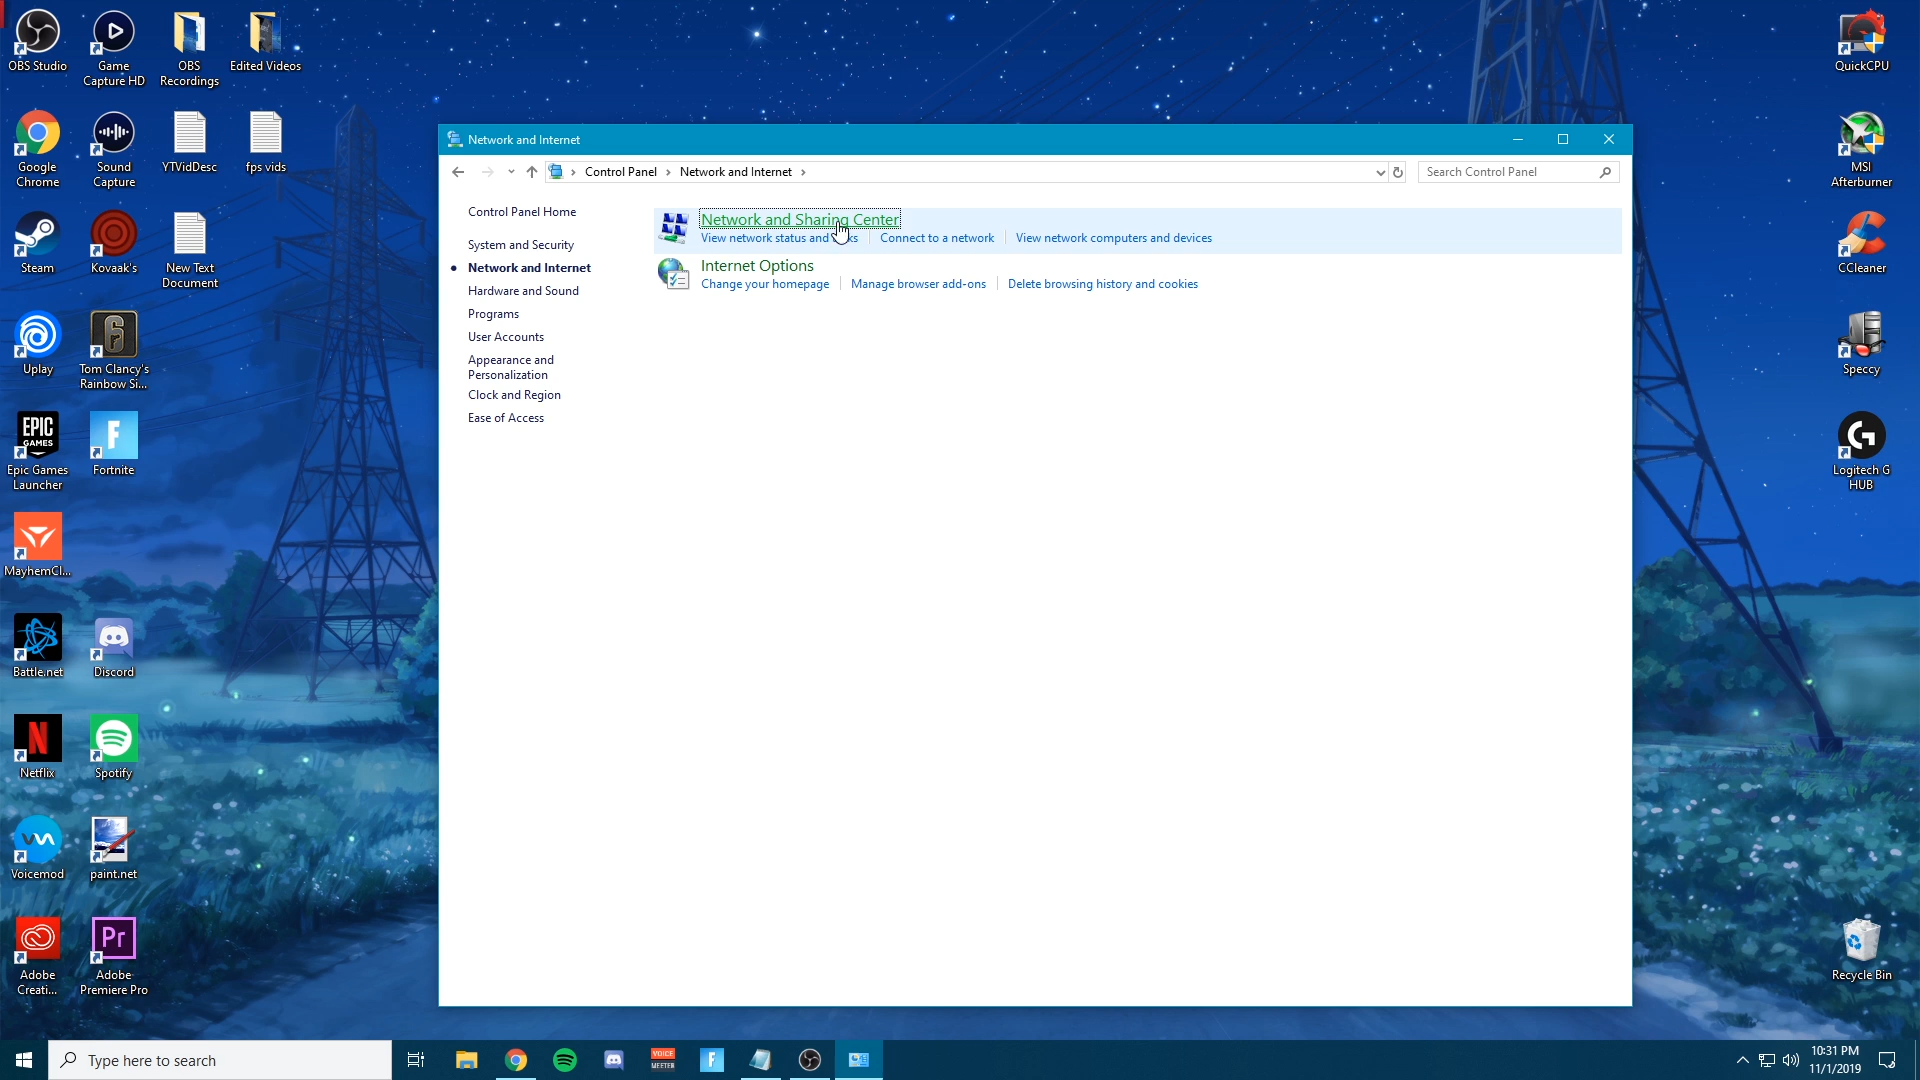 OBS Studio
Game
Capture HD
OBS
Recordings
Edited Videos
Google
Chrome
Sound
Capture
YTVidDesc
fps vids
Steam
Kovaak's
New Text
Document
Uplay
6
Tom Clancy's
Rainbow Si...
EPIC
GAMES
Epic Games
Launcher
F
Fortnite
MayhemCl...
Battle.net
Discord
N
Netflix
Spotify
Voicemod
paint.net
Adobe
Creati...
Pr
Adobe
Premiere Pro
Network and Internet
Control Panel
Network and Internet
Search Control Panel
Control Panel Home
System and Security
Network and Internet
Hardware and Sound
Programs
User Accounts
Appearance and
Personalization
Clock and Region
Ease of Access
Network and Sharing Center
View network status and
Connect to a network
View network computers and devices
Internet Options
Change your homepage
Manage browser add-ons
Delete browsing history and cookies
QuickCPU
MSI
Afterburner
CCleaner
Speccy
G
Logitech G
HUB
Recycle Bin
Type here to search
VOICE
MEETER
F
10:31 PM
11/1/2019